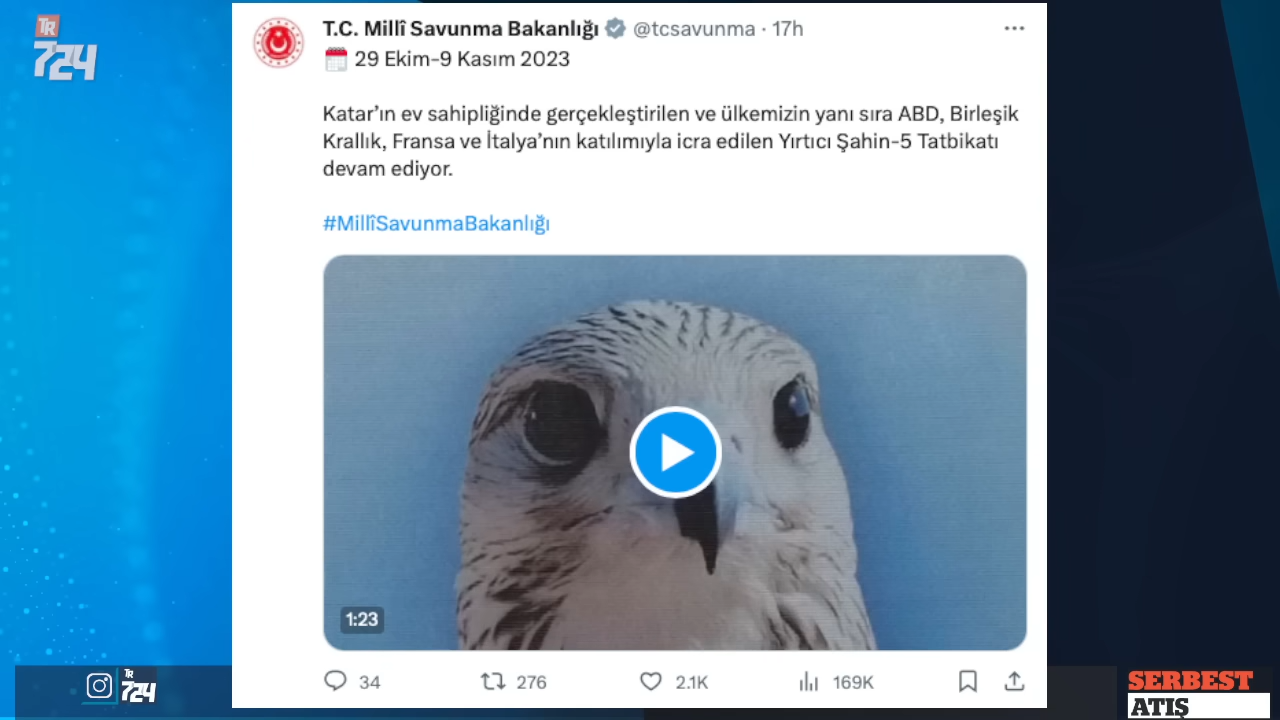 TR
724
T.C. Millî Savunma Bakanlığı @tcsavunma · 17h
29 Ekim-9 Kasım 2023
Katar’ın ev sahipliğinde gerçekleştirilen ve ülkemizin yanı sıra ABD, Birleşik
Krallık, Fransa ve İtalya’nın katılımıyla icra edilen Yırtıcı Şahin-5 Tatbikatı
devam ediyor.
#MillîSavunmaBakanlığı
1:23
34 276 2.1K 169K
TR
724
SERBEST
ATIŞ